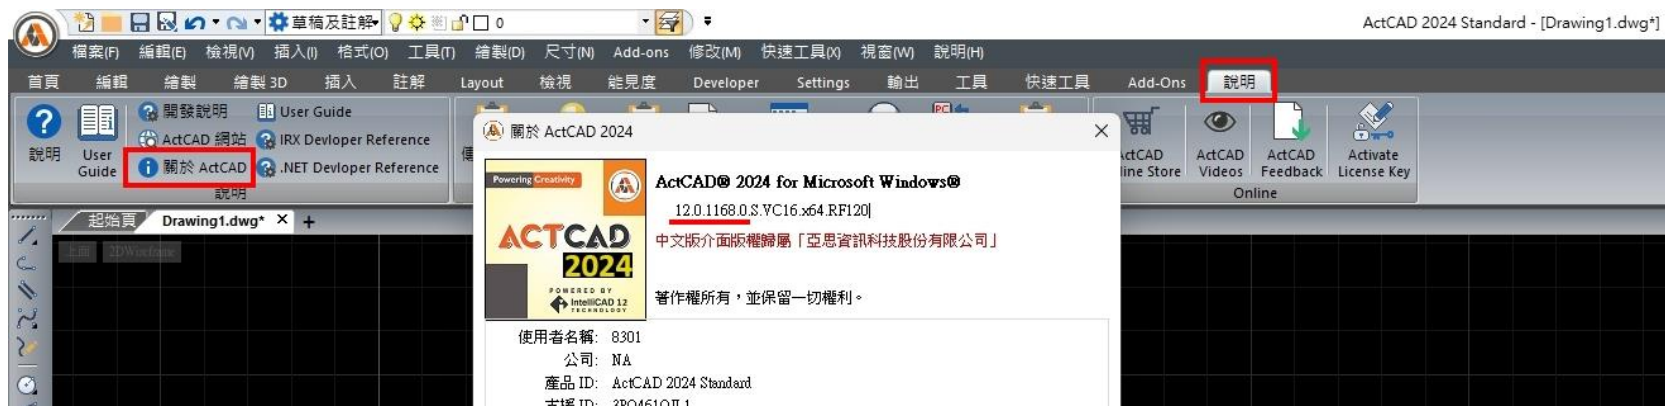 草稿及註解 0 ActCAD 2024 Standard - [Drawing1.dwg*]
檔案(F) 編輯(E) 檢視(V) 插入(I) 格式(O) 工具(T) 繪製(D) 尺寸(N) Add-ons 修改(M) 快速工具(X) 視窗(W) 說明(H)
首頁 編輯 繪製 繪製 3D 插入 註解 Layout 檢視 能見度 Developer Settings 輸出 工具 快速工具 Add-Ons 說明
說明
User Guide
開發說明 User Guide
ActCAD 網站 IRX Devloper Reference
關於 ActCAD .NET Devloper Reference
說明
ActCAD Videos
ActCAD Feedback
Activate License Key
Online
起始頁 Drawing1.dwg* × +
上面 2DWireframe
關於 ActCAD 2024
Powering Creativity
ACTCAD
2024
POWERED BY
IntelliCAD 12
TECHNOLOGY
ActCAD® 2024 for Microsoft Windows®
12.0.1168.0.S.VC16.x64.RF120
中文版介面版權歸屬「亞思資訊科技股份有限公司」
著作權所有，並保留一切權利。
使用者名稱: 8301
公司: NA
產品 ID: ActCAD 2024 Standard